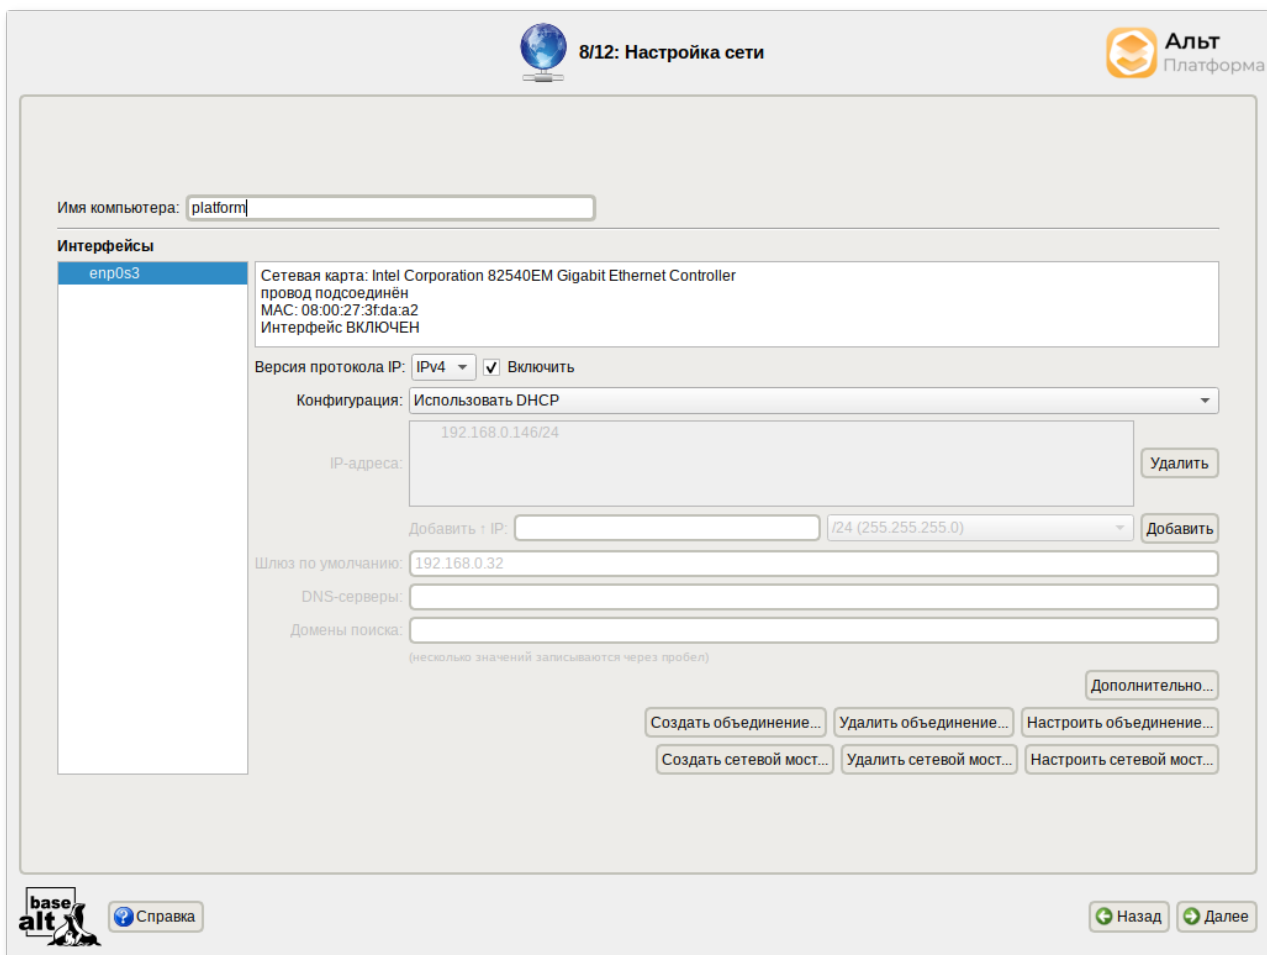 8/12: Настройка сети
Альт
Платформа
Имя компьютера: platform
Интерфейсы
enp0s3
Сетевая карта: Intel Corporation 82540EM Gigabit Ethernet Controller
провод подсоединён
MAC: 08:00:27:3f:da:a2
Интерфейс ВКЛЮЧЕН
Версия протокола IP: IPv4 Включить
Конфигурация: Использовать DHCP
192.168.0.146/24
IP-адреса: Удалить
Добавить ↑ IP: /24 (255.255.255.0) Добавить
Шлюз по умолчанию: 192.168.0.32
DNS-серверы:
Домены поиска:
(несколько значений записываются через пробел)
Дополнительно...
Создать объединение... Удалить объединение... Настроить объединение...
Создать сетевой мост... Удалить сетевой мост... Настроить сетевой мост...
base
alt
Справка Назад Далее